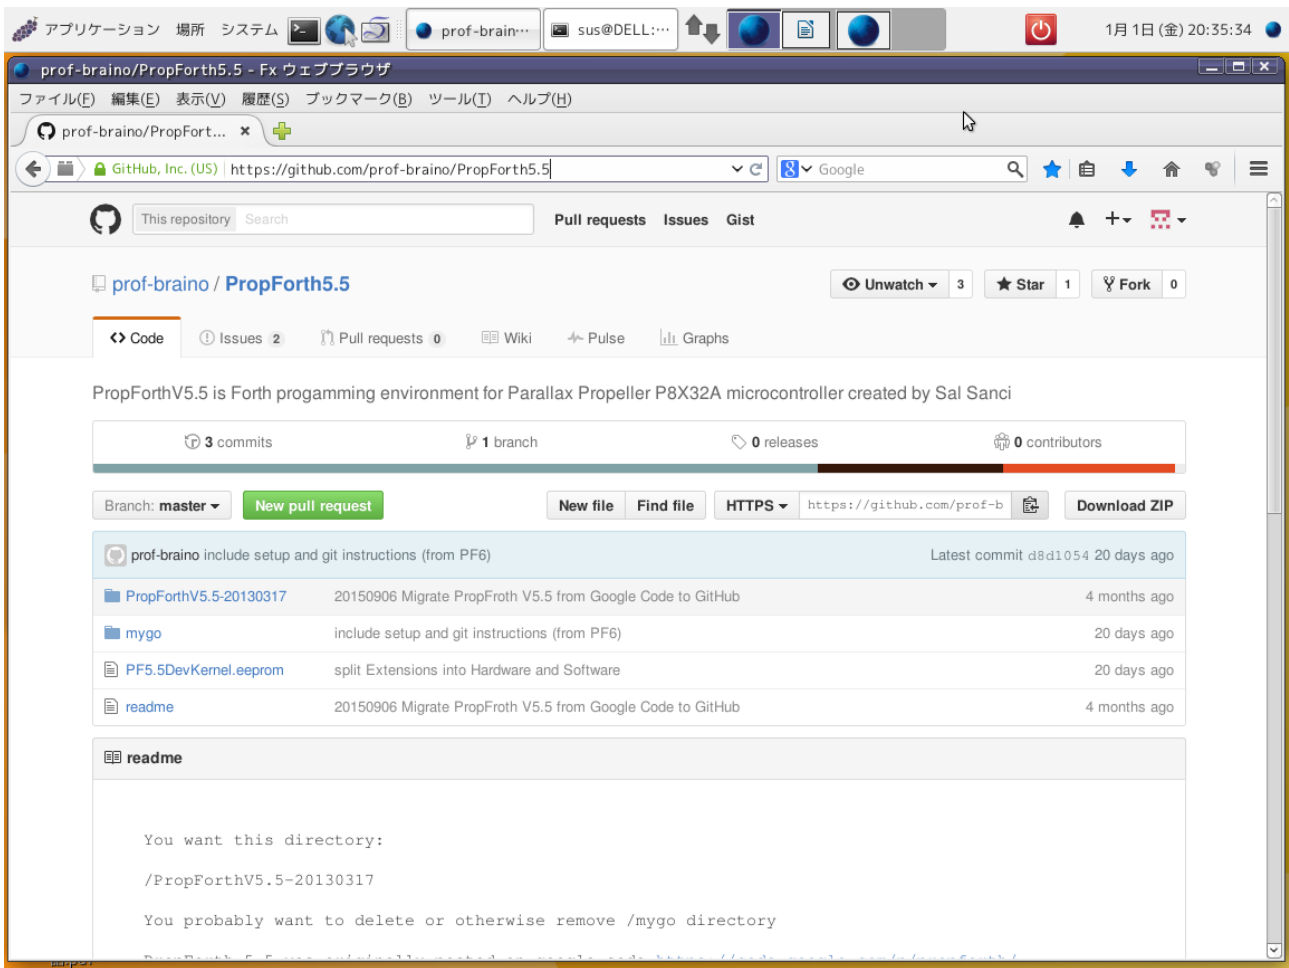 アプリケーション 場所 システム prof-brain… sus@DELL:… 1月 1日 (金) 20:35:34
prof-braino/PropForth5.5 - Fx ウェブブラウザ
ファイル(F) 編集(E) 表示(V) 履歴(S) ブックマーク(B) ツール(T) ヘルプ(H)
prof-braino/PropFort... ×
GitHub, Inc. (US) https://github.com/prof-braino/PropForth5.5 Google
This repository Search Pull requests Issues Gist
prof-braino / PropForth5.5 Unwatch 3 Star 1 Fork 0
<> Code Issues 2 Pull requests 0 Wiki Pulse Graphs
PropForthV5.5 is Forth progamming environment for Parallax Propeller P8X32A microcontroller created by Sal Sanci
3 commits 1 branch 0 releases 0 contributors
Branch: master New pull request New file Find file HTTPS https://github.com/prof-b Download ZIP
prof-braino include setup and git instructions (from PF6) Latest commit d8d1054 20 days ago
PropForthV5.5-20130317 20150906 Migrate PropFroth V5.5 from Google Code to GitHub 4 months ago
mygo include setup and git instructions (from PF6) 20 days ago
PF5.5DevKernel.eeprom split Extensions into Hardware and Software 20 days ago
readme 20150906 Migrate PropFroth V5.5 from Google Code to GitHub 4 months ago
readme
You want this directory:
/PropForthV5.5-20130317
You probably want to delete or otherwise remove /mygo directory